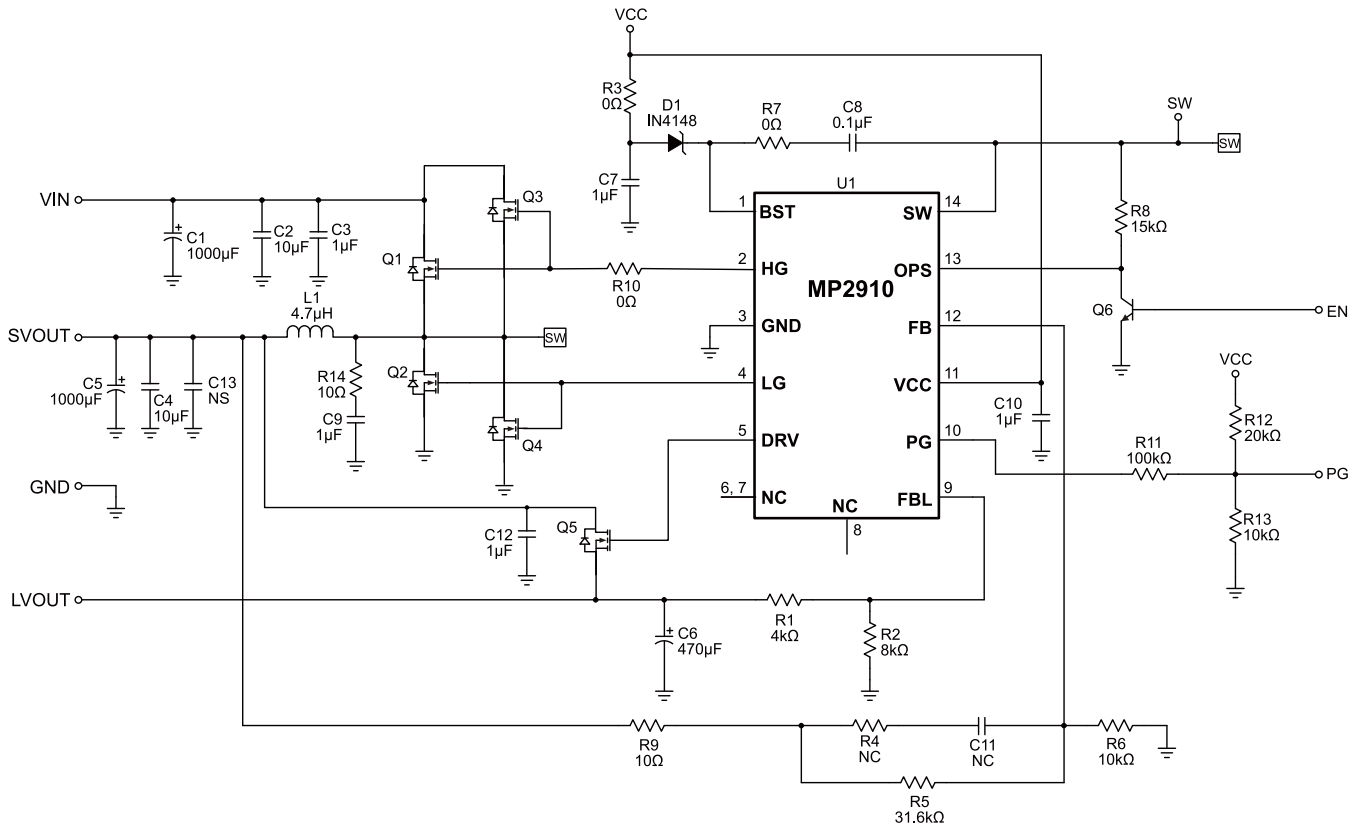 VCC
R3
0Ω
D1
IN4148
R7
0Ω
C8
0.1µF
SW
SW
C7
1µF
U1
VIN
C1
1000µF
C2
10µF
C3
1µF
Q3
Q1
R10
0Ω
1
BST
SW
14
2
HG
OPS
13
MP2910
3
GND
FB
12
4
LG
VCC
11
5
DRV
PG
10
6, 7
NC
FBL
9
NC
8
R8
15kΩ
Q6
EN
L1
4.7µH
SVOUT
SW
C5
1000µF
C4
10µF
C13
NS
R14
10Ω
C9
1µF
Q2
Q4
VCC
C10
1µF
R12
20kΩ
R11
100kΩ
PG
R13
10kΩ
GND
Q5
C12
1µF
LVOUT
C6
470µF
R1
4kΩ
R2
8kΩ
R9
10Ω
R4
NC
C11
NC
R6
10kΩ
R5
31.6kΩ